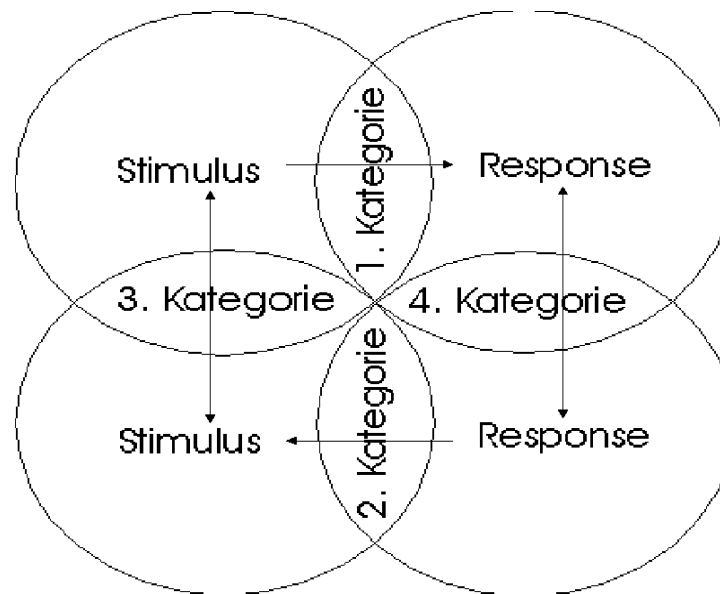 Stimulus
1. Kategorie
Response
3. Kategorie
4. Kategorie
Stimulus
2. Kategorie
Response